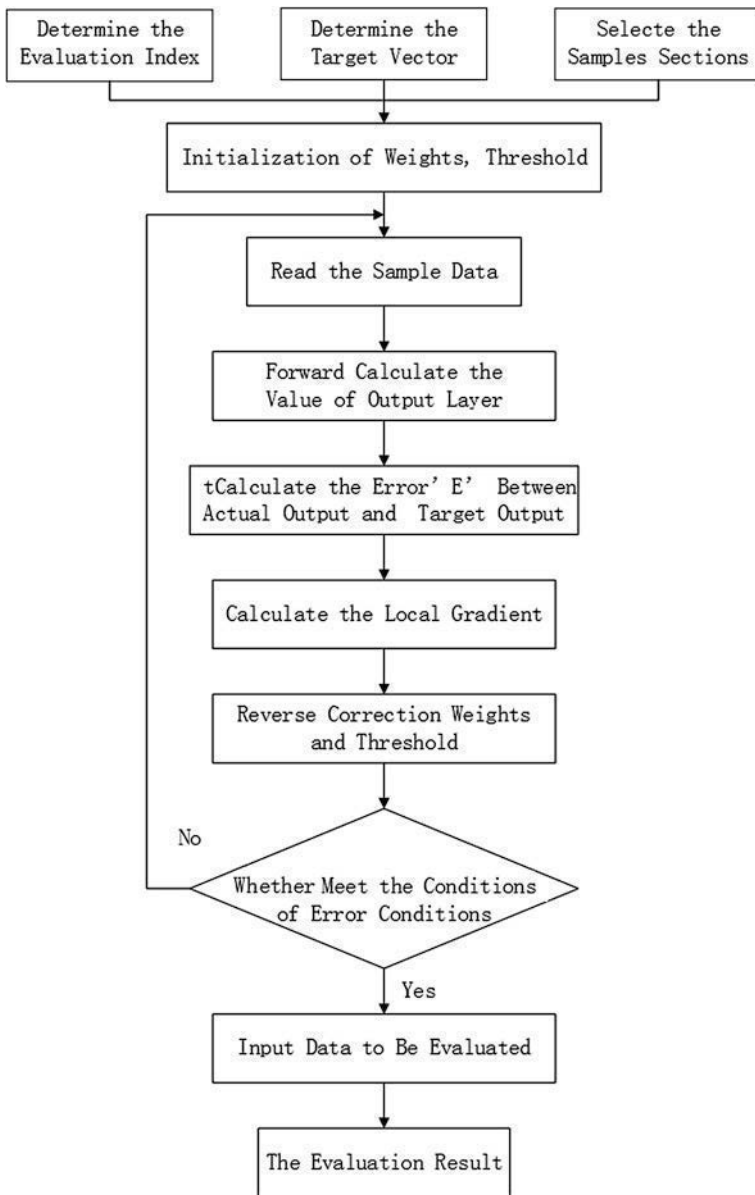 Determine the
Evaluation Index
Determine the
Target Vector
Selecte the
Samples Sections
Initialization of Weights, Threshold
Read the Sample Data
Forward Calculate the
Value of Output Layer
tCalculate the Error' E' Between
Actual Output and Target Output
Calculate the Local Gradient
Reverse Correction Weights
and Threshold
No
Whether Meet the Conditions
of Error Conditions
Yes
Input Data to Be Evaluated
The Evaluation Result